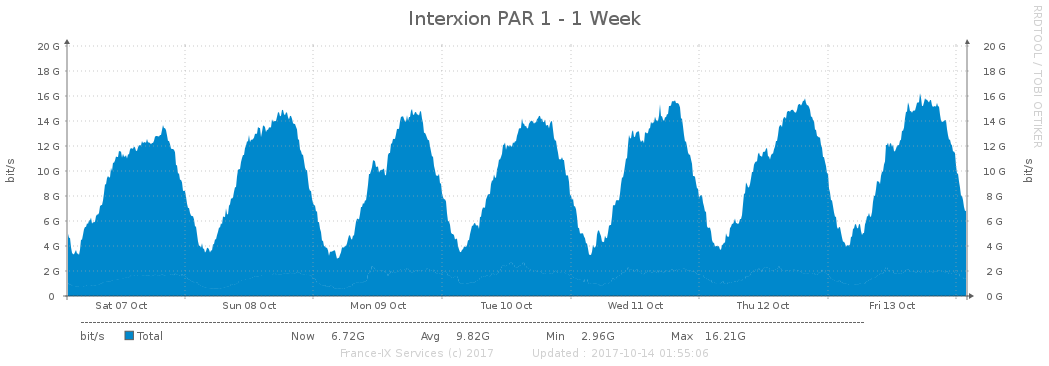 Interxion PAR 1 - 1 Week
RRDTOOL / TOBI OETIKER
20 G 20 G
18 G 18 G
16 G 16 G
14 G 14 G
12 G 12 G
10 G 10 G
8 G 8 G
6 G 6 G
4 G 4 G
2 G 2 G
0 0 G
bit/s
bit/s
Sat 07 Oct Sun 08 Oct Mon 09 Oct Tue 10 Oct Wed 11 Oct Thu 12 Oct Fri 13 Oct
bit/s Total Now 6.72G Avg 9.82G Min 2.96G Max 16.21G
France-IX Services (c) 2017 Updated : 2017-10-14 01:55:06